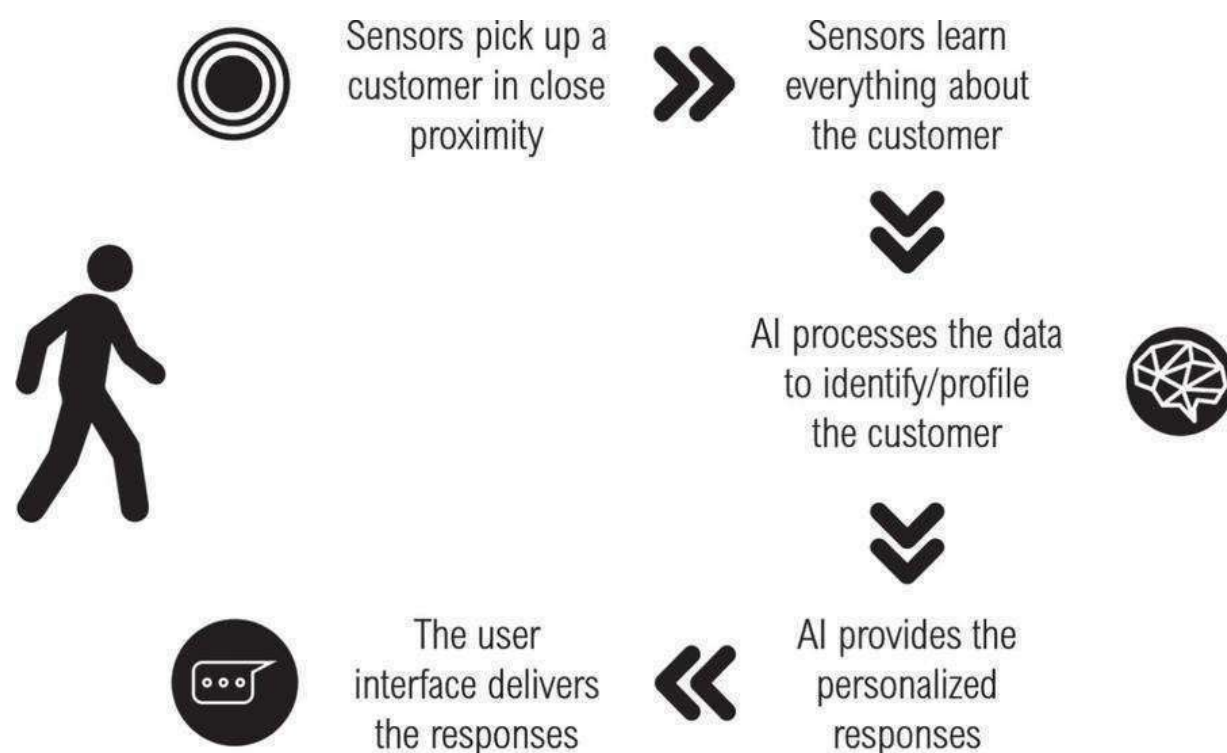 Sensors pick up a
customer in close
proximity
Sensors learn
everything about
the customer
AI processes the data
to identify/profile
the customer
AI provides the
personalized
responses
The user
interface delivers
the responses